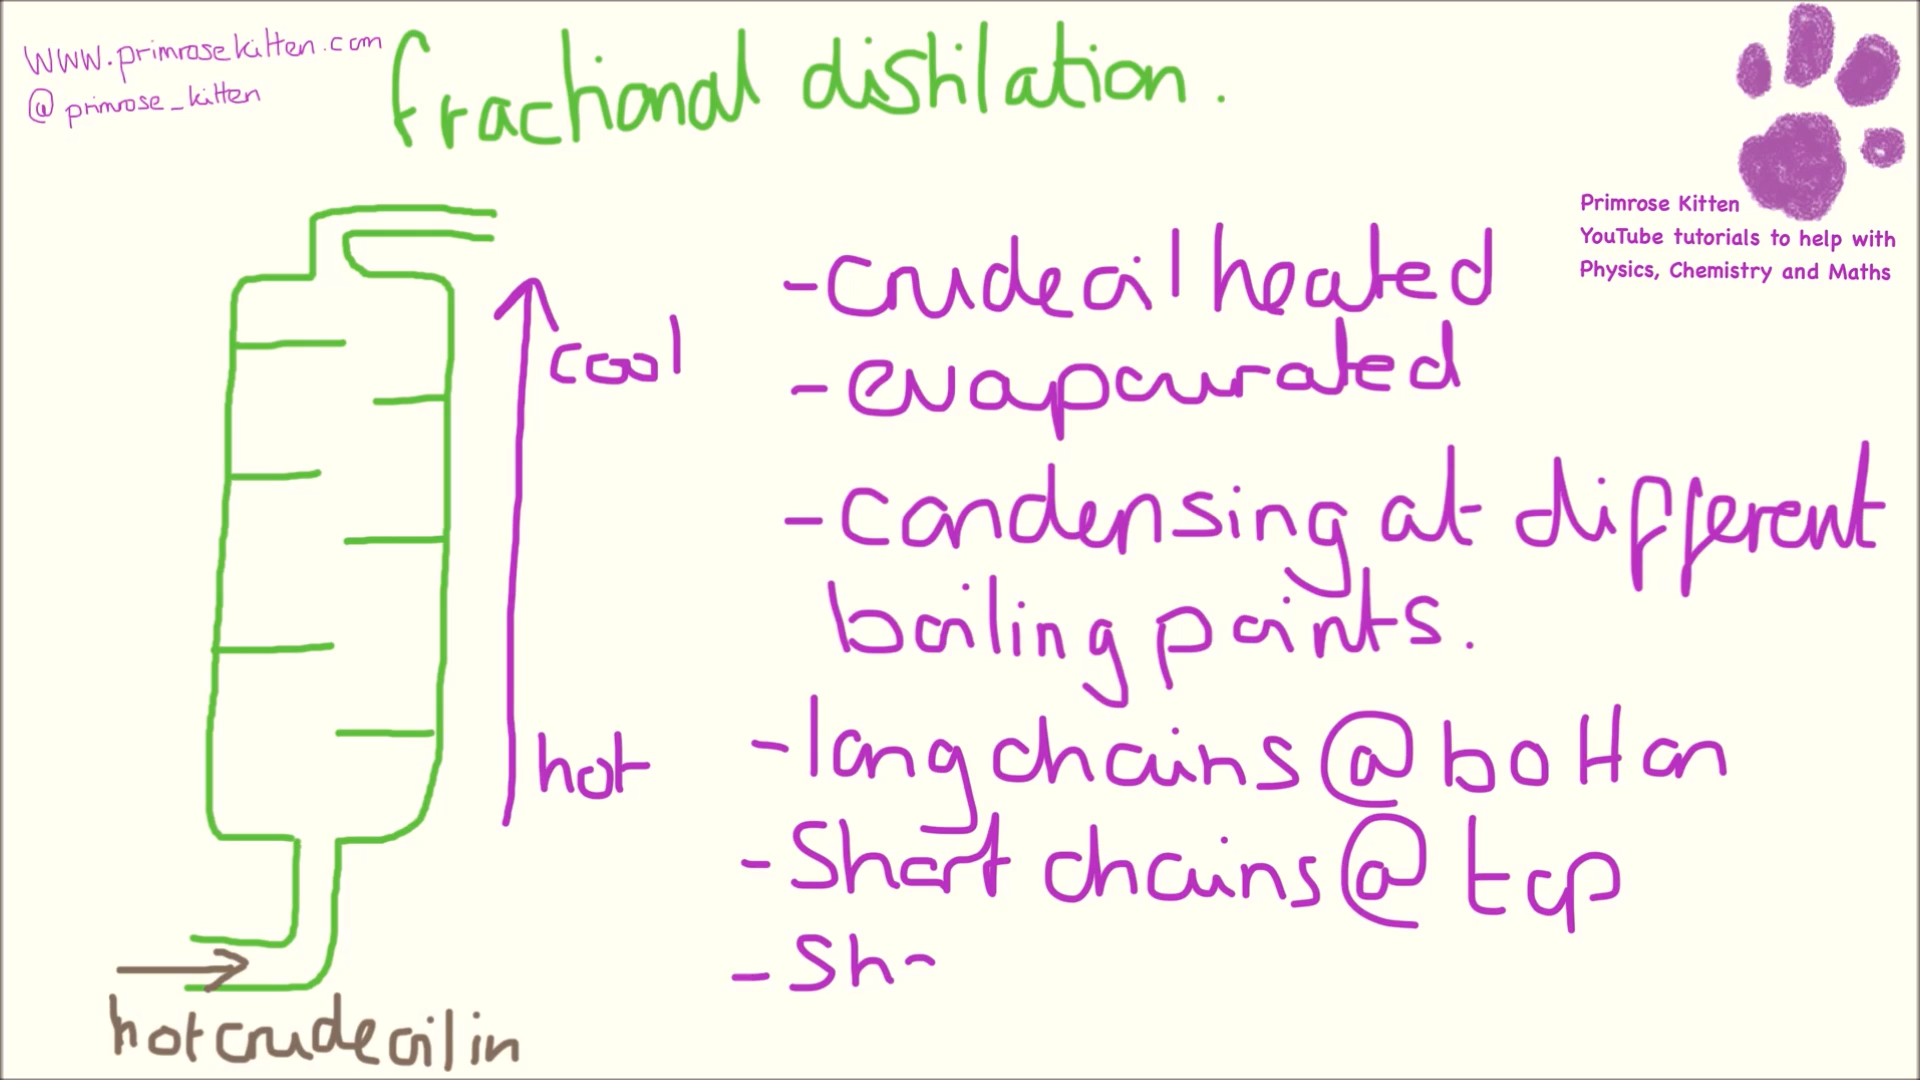 www.primrosekitten.com
@primrose_kitten
fractional distilation.
Primrose Kitten
YouTube tutorials to help with
Physics, Chemistry and Maths
cool
hot
hot crude oil in
- crude oil heated
- evapourated
- condensing at different
boiling points.
- long chains @ bottom
- Short chains @ top
- Sh